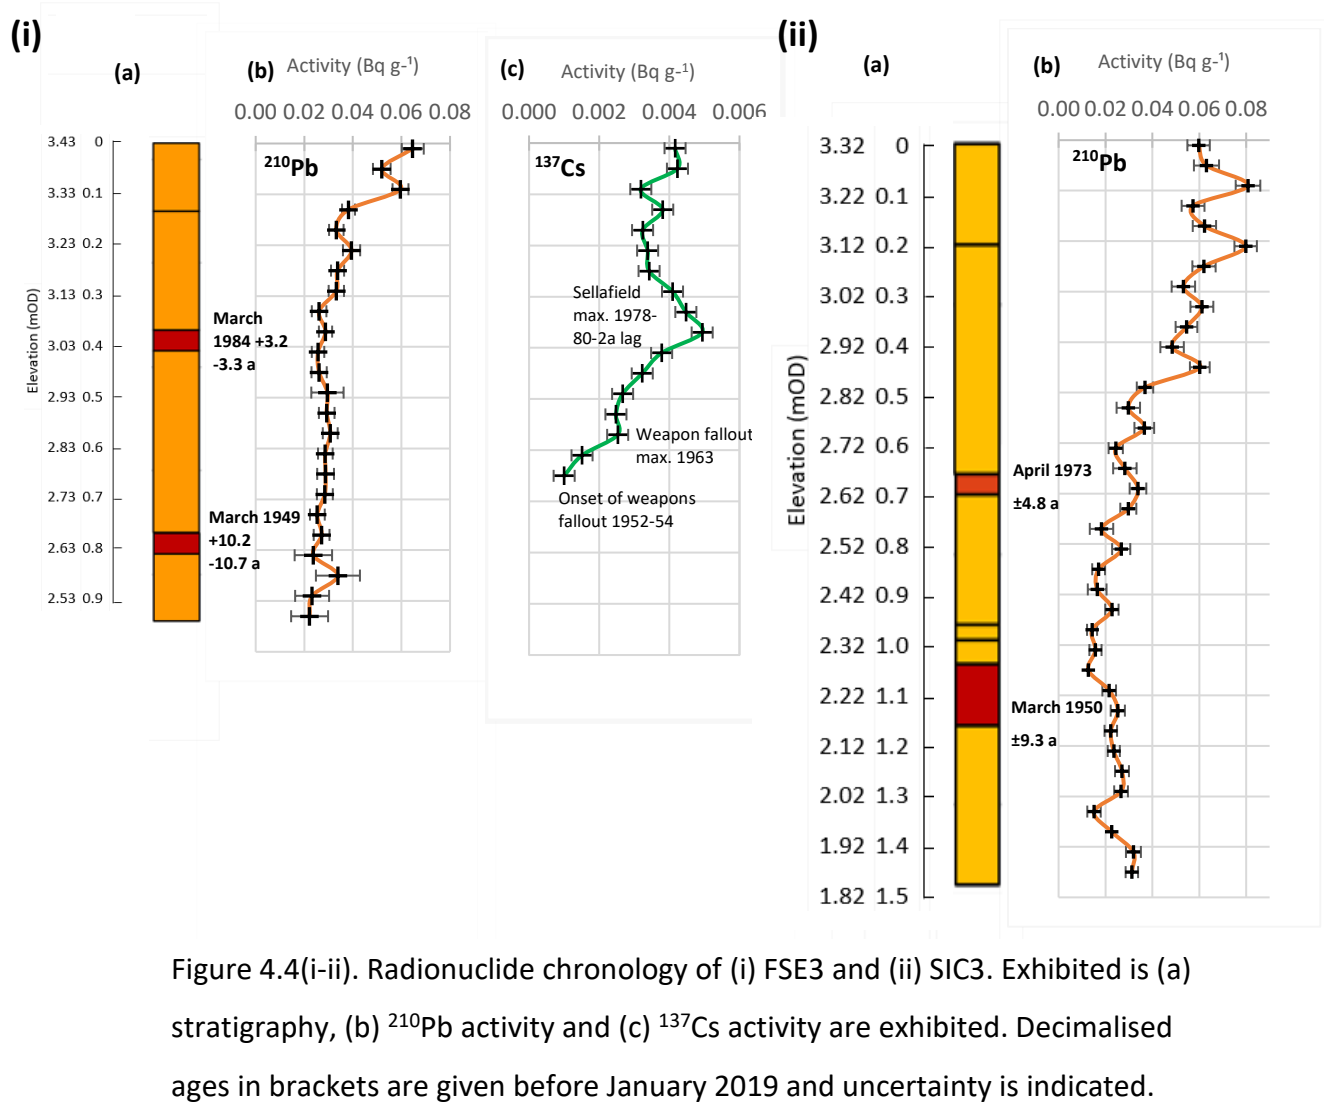 (i)
(a)
(b) Activity (Bq g-¹)
0.00 0.02 0.04 0.06 0.08
²¹⁰Pb
(c) Activity (Bq g-¹)
0.000 0.002 0.004 0.006
¹³⁷Cs
Elevation (mOD)
3.43 0
3.33 0.1
3.23 0.2
3.13 0.3
3.03 0.4
2.93 0.5
2.83 0.6
2.73 0.7
2.63 0.8
2.53 0.9
March
1984 +3.2
-3.3 a
March 1949
+10.2
-10.7 a
Sellafield
max. 1978-
80-2a lag
Weapon fallout
max. 1963
Onset of weapons
fallout 1952-54
(ii)
(a)
(b) Activity (Bq g-¹)
0.00 0.02 0.04 0.06 0.08
²¹⁰Pb
Elevation (mOD)
3.32 0
3.22 0.1
3.12 0.2
3.02 0.3
2.92 0.4
2.82 0.5
2.72 0.6
2.62 0.7
2.52 0.8
2.42 0.9
2.32 1.0
2.22 1.1
2.12 1.2
2.02 1.3
1.92 1.4
1.82 1.5
April 1973
±4.8 a
March 1950
±9.3 a
Figure 4.4(i-ii). Radionuclide chronology of (i) FSE3 and (ii) SIC3. Exhibited is (a)
stratigraphy, (b) ²¹⁰Pb activity and (c) ¹³⁷Cs activity are exhibited. Decimalised
ages in brackets are given before January 2019 and uncertainty is indicated.